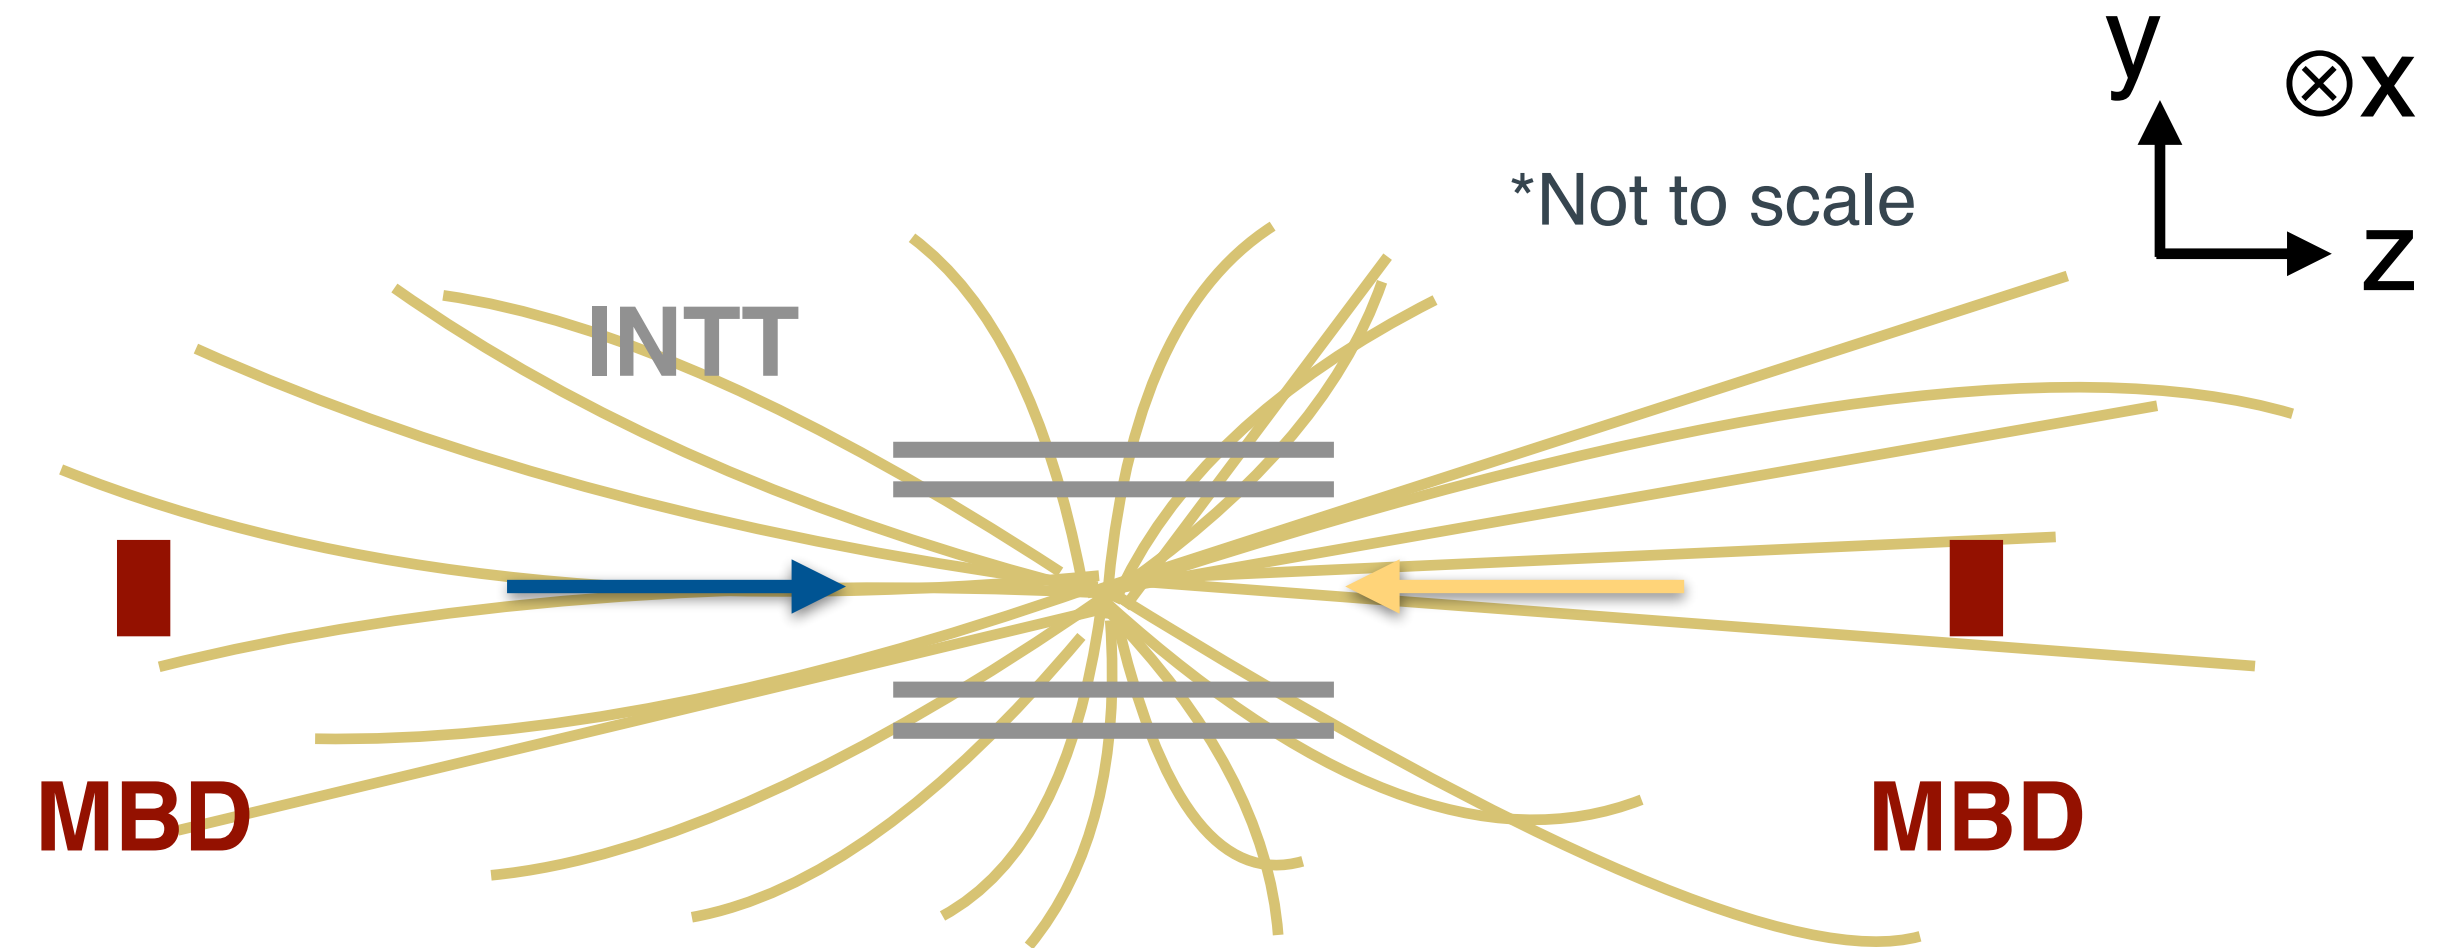 y
⊗x
*Not to scale
z
INTT
MBD
MBD